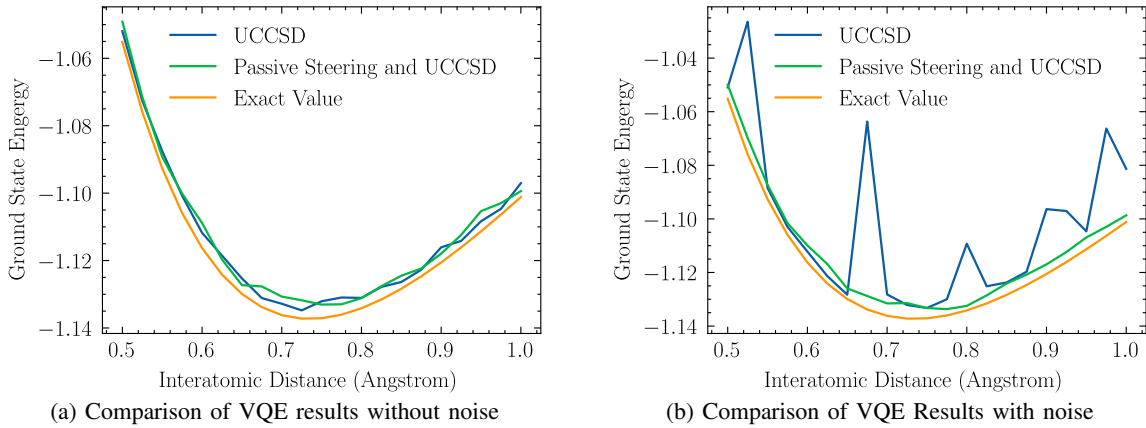 −1.06
−1.08
−1.10
−1.12
−1.14
Ground State Engergy
UCCSD
Passive Steering and UCCSD
Exact Value
0.5 0.6 0.7 0.8 0.9 1.0
Interatomic Distance (Angstrom)
(a) Comparison of VQE results without noise
−1.04
−1.06
−1.08
−1.10
−1.12
−1.14
Ground State Engergy
UCCSD
Passive Steering and UCCSD
Exact Value
0.5 0.6 0.7 0.8 0.9 1.0
Interatomic Distance (Angstrom)
(b) Comparison of VQE Results with noise